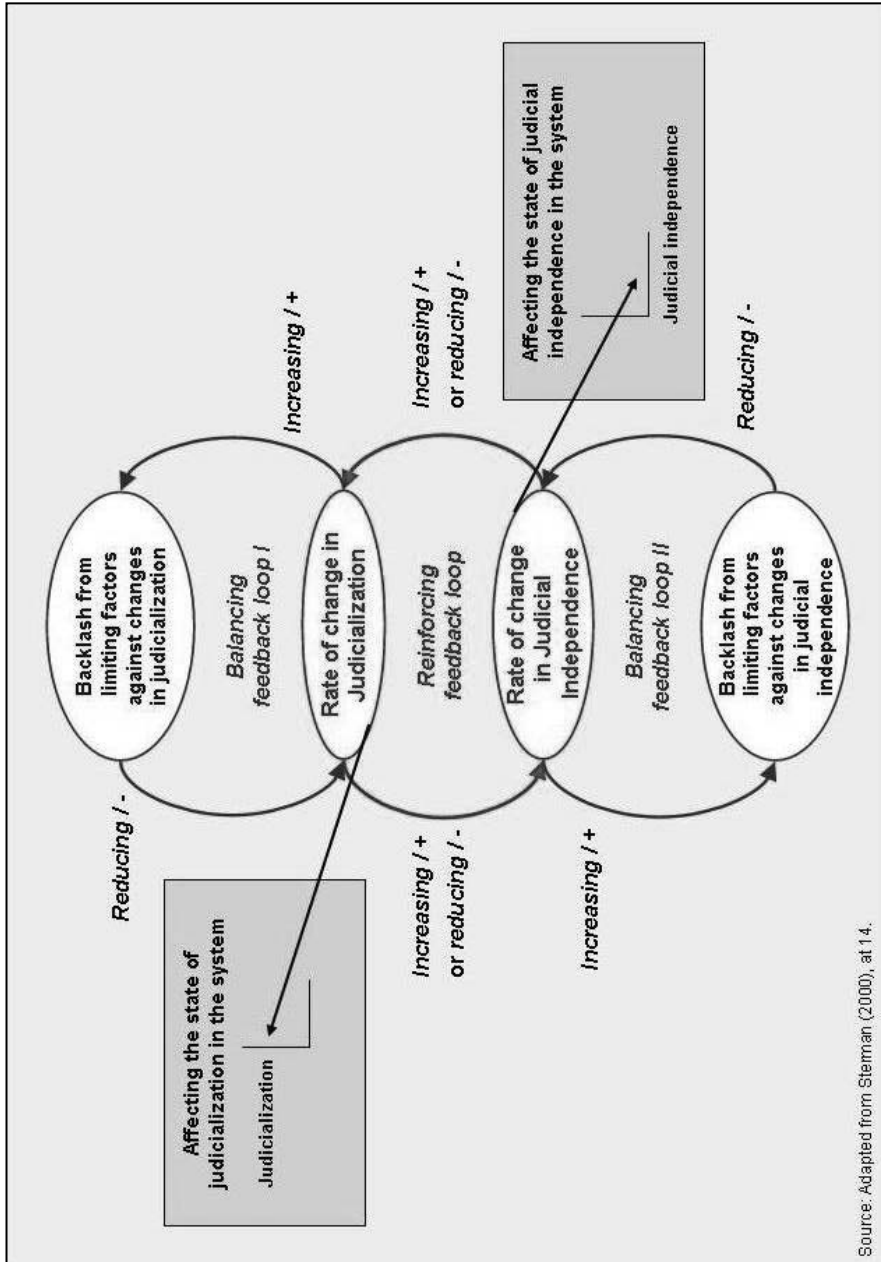 Affecting the state of
judicialization in the system
Judicialization
Reducing / -
Increasing / +
or reducing / -
Increasing / +
Backlash from
limiting factors
against changes
in judicialization
Balancing
feedback loop I
Rate of change in
Judicialization
Reinforcing
feedback loop
Rate of change
in Judicial
Independence
Balancing
feedback loop II
Backlash from
limiting factors
against changes
in judicial
independence
Increasing / +
Increasing / +
or reducing / -
Reducing / -
Affecting the state of judicial
independence in the system
Judicial independence
Source: Adapted from Sterman (2000), at 14.